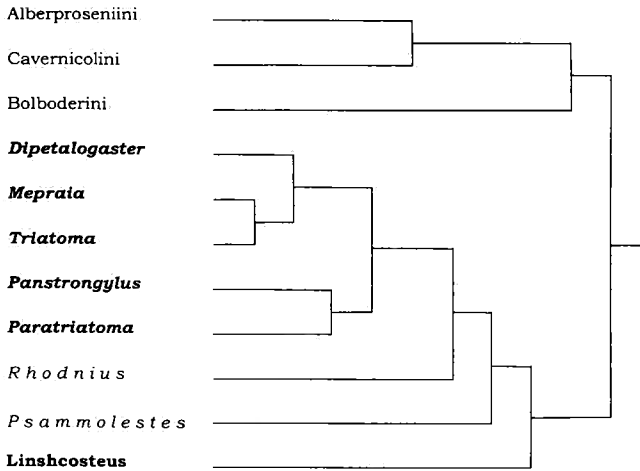 Alberproseniini
Cavernicolini
Bolboderini
Dipetalogaster
Mepraia
Triatoma
Panstrongylus
Paratriatoma
Rhodnius
Psammolestes
Linshcosteus